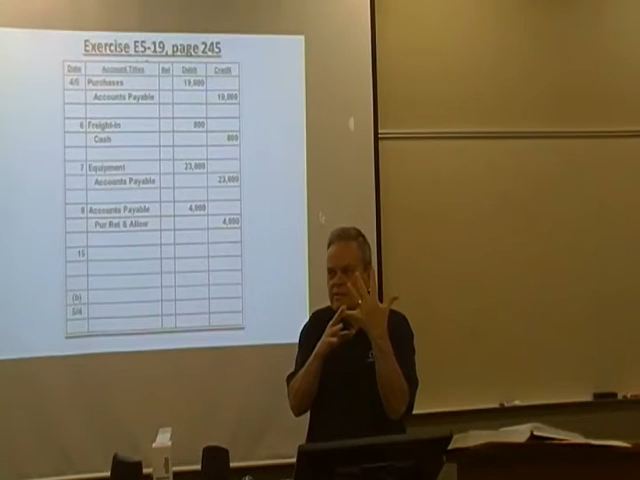 Exercise E5-19, page 245
Date Account Titles Ref Debit Credit
4/5 Purchases 19,000
Accounts Payable 19,000
6 Freight-in 800
Cash 800
7 Equipment 23,000
Accounts Payable 23,000
8 Accounts Payable 4,000
Pur Ret & Allow 4,000
15
(b)
5/4